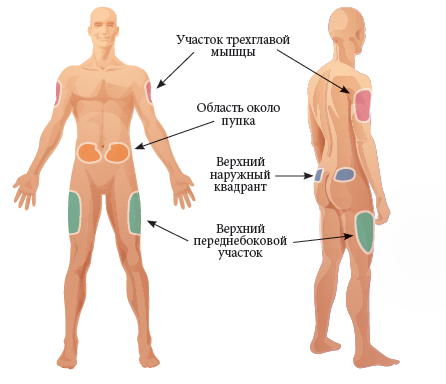 Участок трехглавой
мышцы
Область около
пупка
Верхний
наружный
квадрант
Верхний
переднебоковой
участок